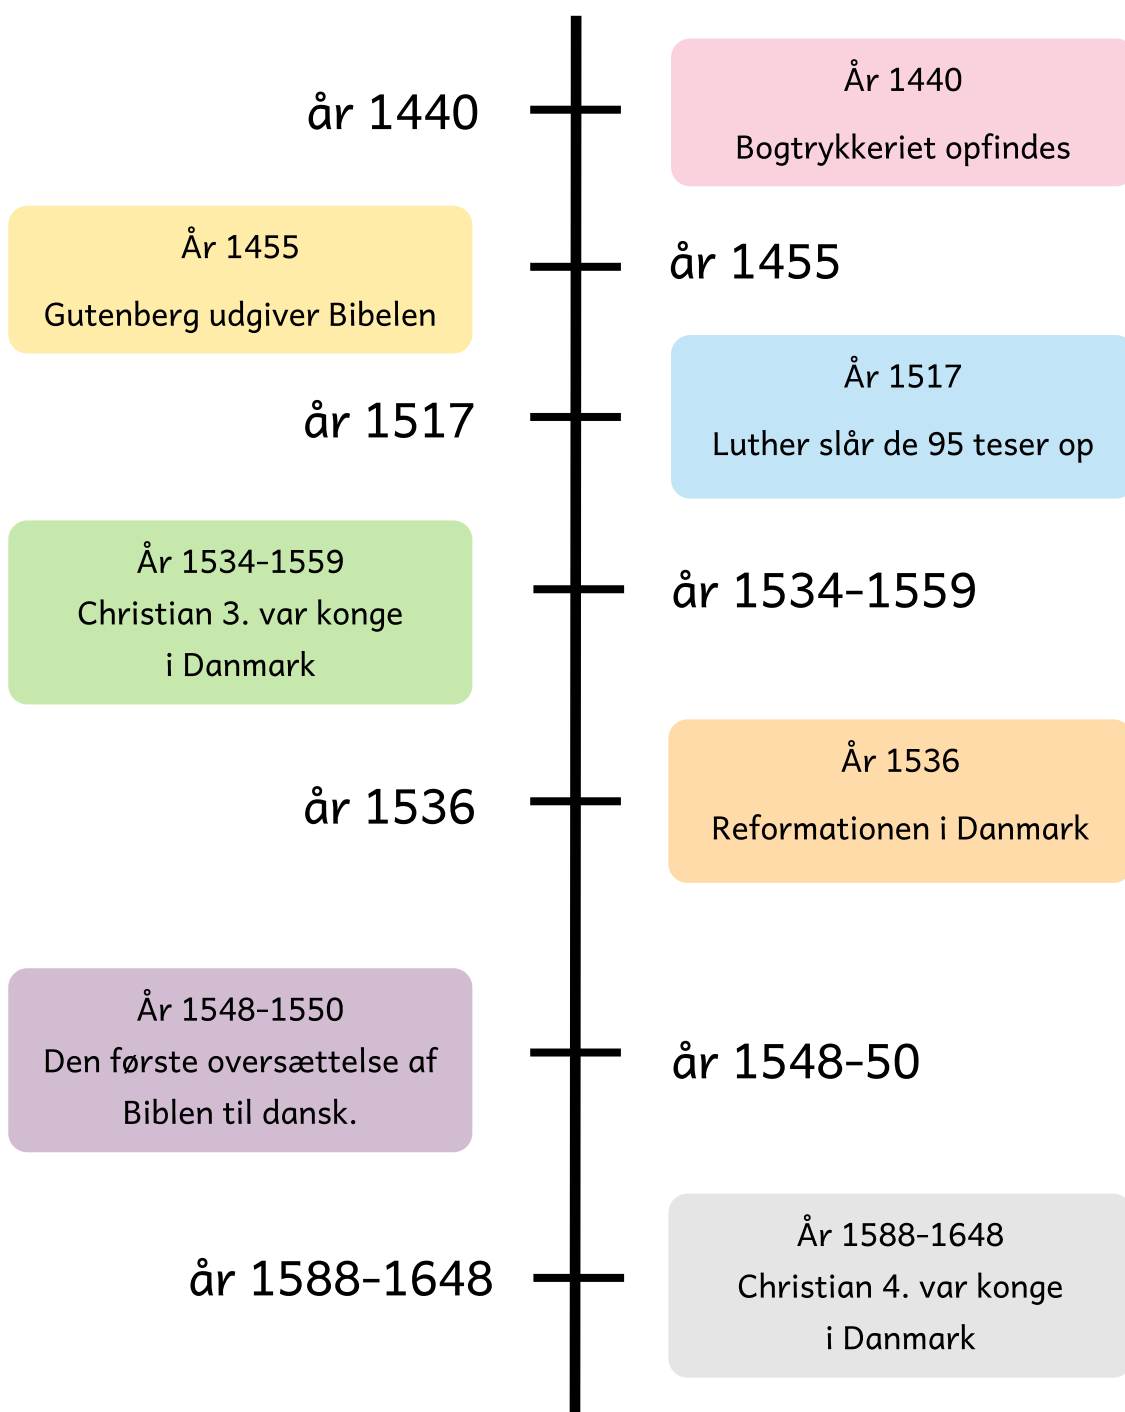 år 1440
År 1440
Bogtrykkeriet opfindes
År 1455
Gutenberg udgiver Bibelen
år 1455
år 1517
År 1517
Luther slår de 95 teser op
År 1534-1559
Christian 3. var konge
i Danmark
år 1534-1559
år 1536
År 1536
Reformationen i Danmark
År 1548-1550
Den første oversættelse af
Biblen til dansk.
år 1548-50
år 1588-1648
År 1588-1648
Christian 4. var konge
i Danmark